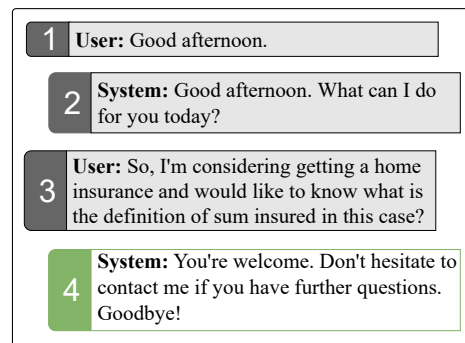 1 User: Good afternoon.
2 System: Good afternoon. What can I do
for you today?
User: So, I'm considering getting a home
3 insurance and would like to know what is
the definition of sum insured in this case?
System: You're welcome. Don't hesitate to
4 contact me if you have further questions.
Goodbye!